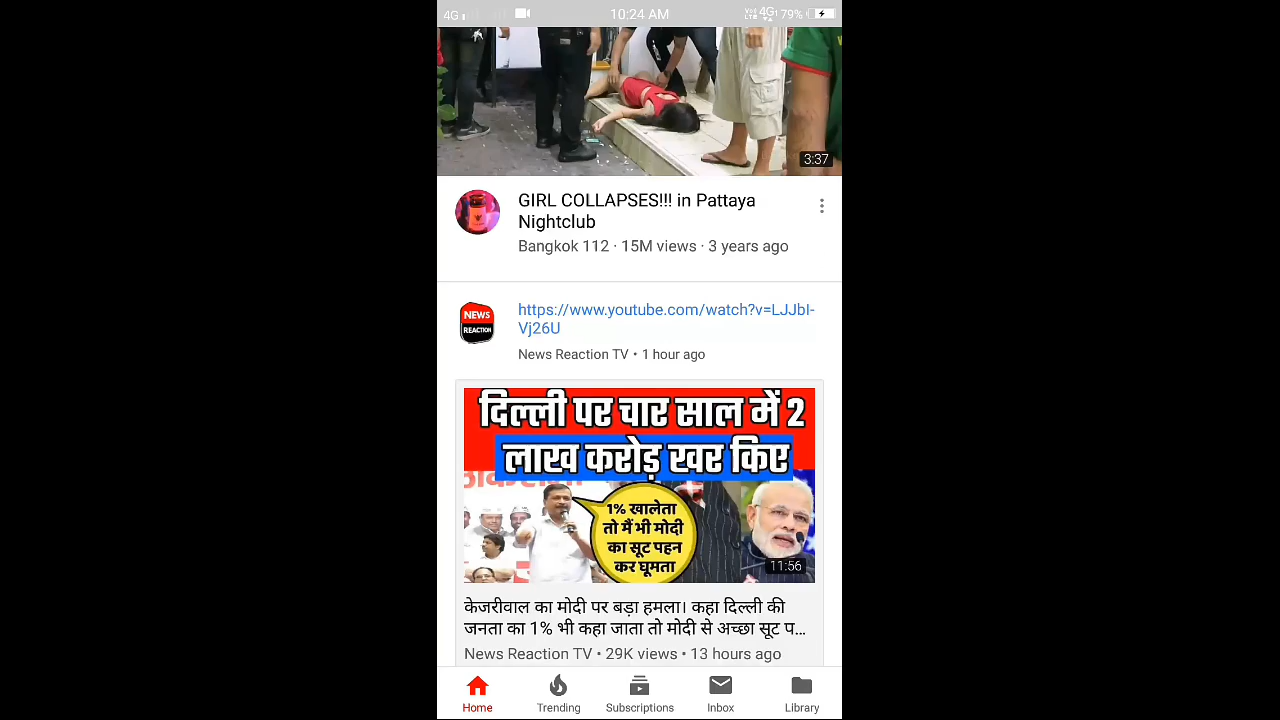 4G
10:24 AM
VoLTE 4G 79%
3:37
GIRL COLLAPSES!!! in Pattaya
Nightclub
Bangkok 112 · 15M views · 3 years ago
NEWS
REACTION
https://www.youtube.com/watch?v=LJJbI-
Vj26U
News Reaction TV • 1 hour ago
दिल्ली पर चार साल में 2
लाख करोड़ खर किए
1% खालेता
तो मैं भी मोदी
का सूट पहन
कर घूमता
11:56
केजरीवाल का मोदी पर बड़ा हमला। कहा दिल्ली की
जनता का 1% भी कहा जाता तो मोदी से अच्छा सूट प...
News Reaction TV • 29K views • 13 hours ago
Home
Trending
Subscriptions
Inbox
Library